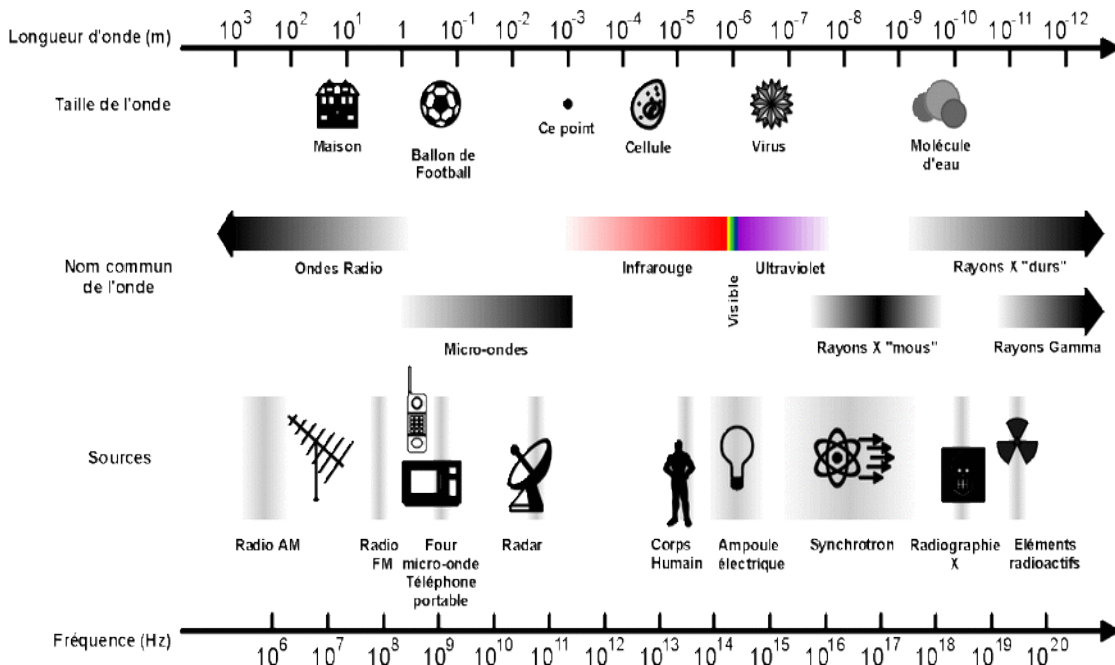 Longueur d'onde (m) 10³ 10² 10¹ 1 10⁻¹ 10⁻² 10⁻³ 10⁻⁴ 10⁻⁵ 10⁻⁶ 10⁻⁷ 10⁻⁸ 10⁻⁹ 10⁻¹⁰ 10⁻¹¹ 10⁻¹²
Taille de l'onde
Maison
Ballon de
Football
Ce point
Cellule
Virus
Molécule
d'eau
Nom commun
de l'onde
Ondes Radio
Infrarouge
Visible
Ultraviolet
Rayons X "durs"
Micro-ondes
Rayons X "mous"
Rayons Gamma
Sources
Radio AM
Radio
FM
Four
micro-onde
Téléphone
portable
Radar
Corps
Humain
Ampoule
électrique
Synchrotron
Radiographie
X
Eléments
radioactifs
Fréquence (Hz) 10⁶ 10⁷ 10⁸ 10⁹ 10¹⁰ 10¹¹ 10¹² 10¹³ 10¹⁴ 10¹⁵ 10¹⁶ 10¹⁷ 10¹⁸ 10¹⁹ 10²⁰